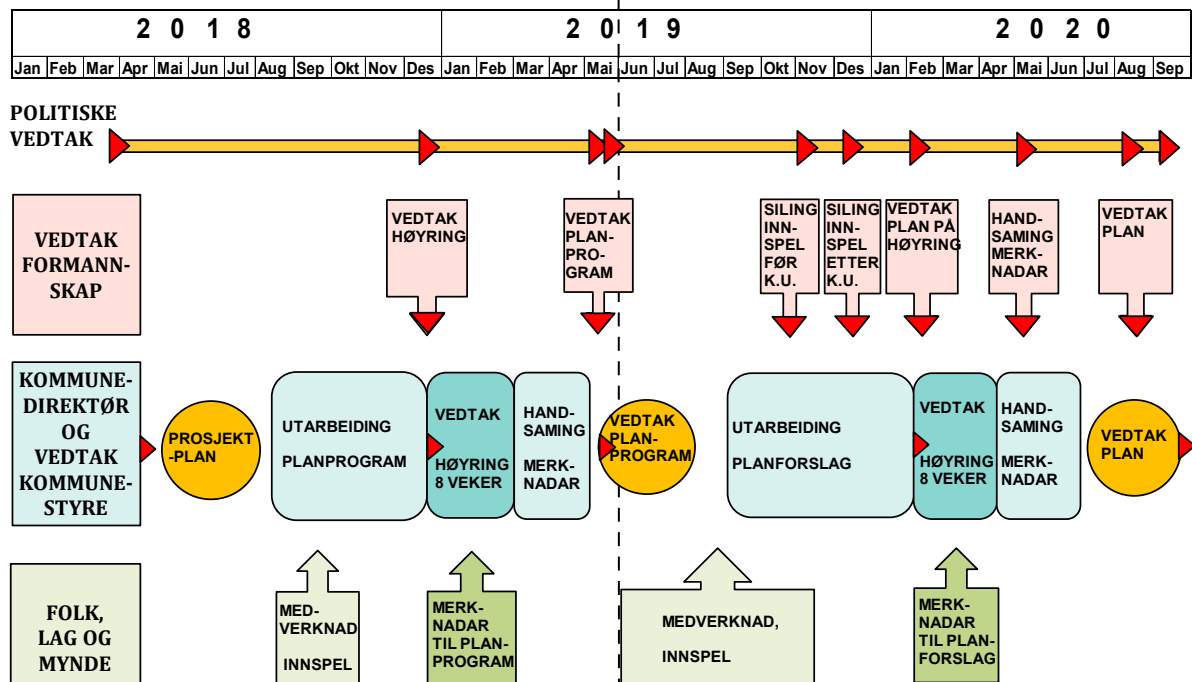 2 0 1 8
2 0 1 9
2 0 2 0
Jan Feb Mar Apr Mai Jun Jul Aug Sep Okt Nov Des Jan Feb Mar Apr Mai Jun Jul Aug Sep Okt Nov Des Jan Feb Mar Apr Mai Jun Jul Aug Sep
POLITISKE
VEDTAK
VEDTAK
FORMANN-
SKAP
VEDTAK
HØYRING
VEDTAK
PLAN-
PRO-
GRAM
SILING
INN-
SPEL
FØR
K.U.
SILING
INN-
SPEL
ETTER
K.U.
VEDTAK
PLAN PÅ
HØYRING
HAND-
SAMING
MERK-
NADAR
VEDTAK
PLAN
KOMMUNE-
DIREKTØR
OG
VEDTAK
KOMMUNE-
STYRE
PROSJEKT
-PLAN
UTARBEIDING
PLANPROGRAM
VEDTAK
HØYRING
8 VEKER
HAND-
SAMING
MERK-
NADAR
VEDTAK
PLAN-
PROGRAM
UTARBEIDING
PLANFORSLAG
VEDTAK
HØYRING
8 VEKER
HAND-
SAMING
MERK-
NADAR
VEDTAK
PLAN
FOLK,
LAG OG
MYNDE
MED-
VERKNAD
INNSPEL
MERK-
NADAR
TIL PLAN-
PROGRAM
MEDVERKNAD,
INNSPEL
MERK-
NADAR
TIL PLAN-
FORSLAG